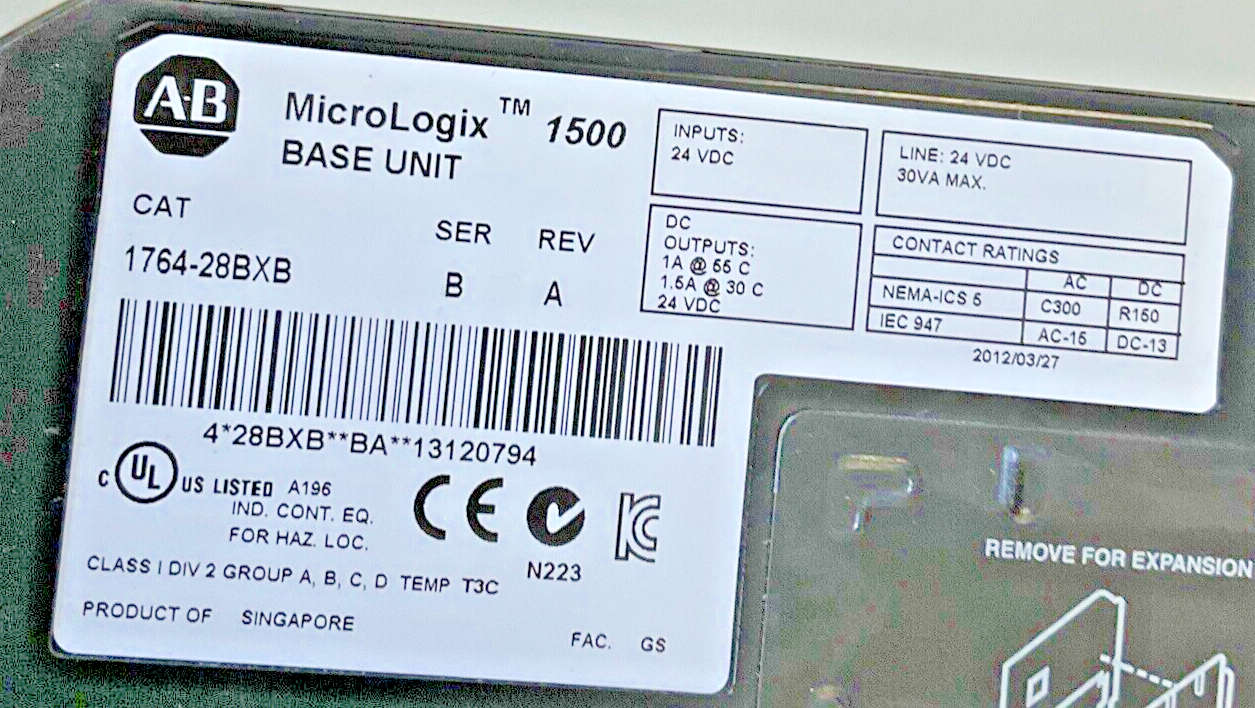 A-B
MicroLogix™ 1500
BASE UNIT
CAT SER REV
1764-28BXB B A
4*28BXB**BA**13120794
INPUTS:
24 VDC
LINE: 24 VDC
30VA MAX.
DC
OUTPUTS:
1A @ 55 C
1.5A @ 30 C
24 VDC
CONTACT RATINGS
AC DC
NEMA-ICS 5 C300 R150
IEC 947 AC-15 DC-13
2012/03/27
C UL US LISTED A196
IND. CONT. EQ.
FOR HAZ. LOC.
CE
KC
N223
CLASS I DIV 2 GROUP A, B, C, D TEMP T3C
PRODUCT OF SINGAPORE
FAC. GS
REMOVE FOR EXPANSION